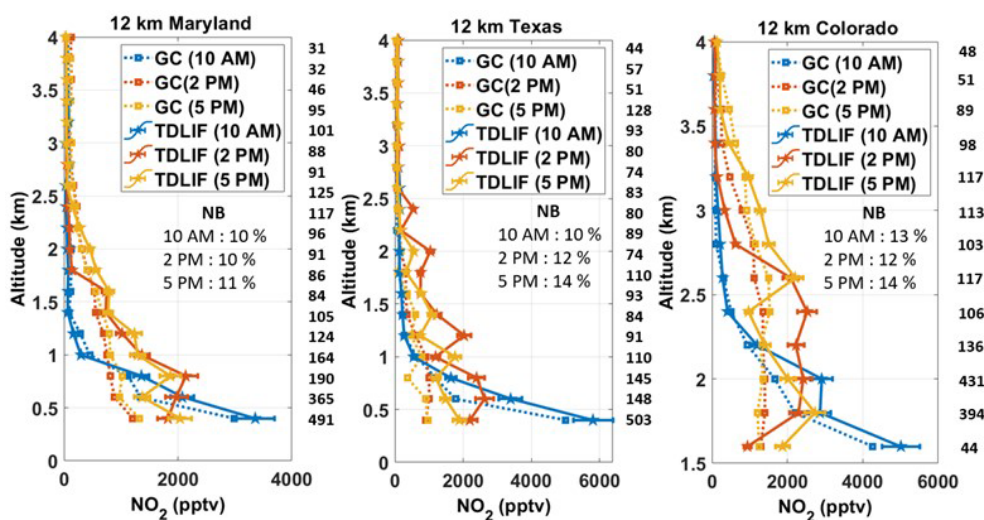 12 km Maryland
4
3.5
3
2.5
2
1.5
1
0.5
0
Altitude (km)
GC (10 AM)
GC(2 PM)
GC (5 PM)
TDLIF (10 AM)
TDLIF (2 PM)
TDLIF (5 PM)
NB
10 AM : 10 %
2 PM : 10 %
5 PM : 11 %
31
32
46
95
101
88
91
125
117
96
91
86
84
105
124
164
190
365
491
0 2000 4000
NO2 (pptv)
12 km Texas
4
3.5
3
2.5
2
1.5
1
0.5
0
Altitude (km)
GC (10 AM)
GC(2 PM)
GC (5 PM)
TDLIF (10 AM)
TDLIF (2 PM)
TDLIF (5 PM)
NB
10 AM : 10 %
2 PM : 12 %
5 PM : 14 %
44
57
51
128
93
80
74
83
80
89
74
110
93
84
91
110
145
148
503
0 2000 4000 6000
NO2 (pptv)
12 km Colorado
4
3.5
3
2.5
2
1.5
Altitude (km)
GC (10 AM)
GC(2 PM)
GC (5 PM)
TDLIF (10 AM)
TDLIF (2 PM)
TDLIF (5 PM)
NB
10 AM : 13 %
2 PM : 12 %
5 PM : 14 %
48
51
89
98
117
113
103
117
106
136
431
394
44
0 2000 4000 6000
NO2 (pptv)